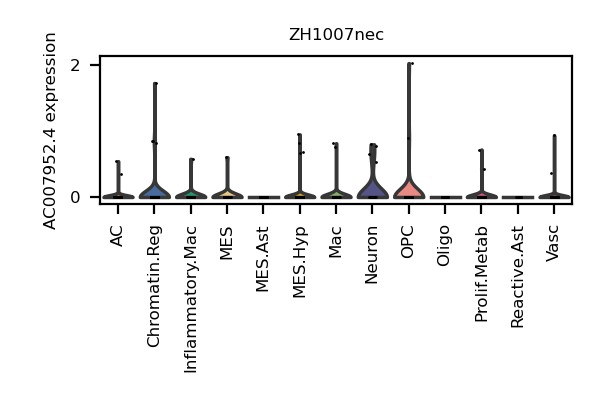 ZH1007nec
AC007952.4 expression
2
0
AC
Chromatin.Reg
Inflammatory.Mac
MES
MES.Ast
MES.Hyp
Mac
Neuron
OPC
Oligo
Prolif.Metab
Reactive.Ast
Vasc